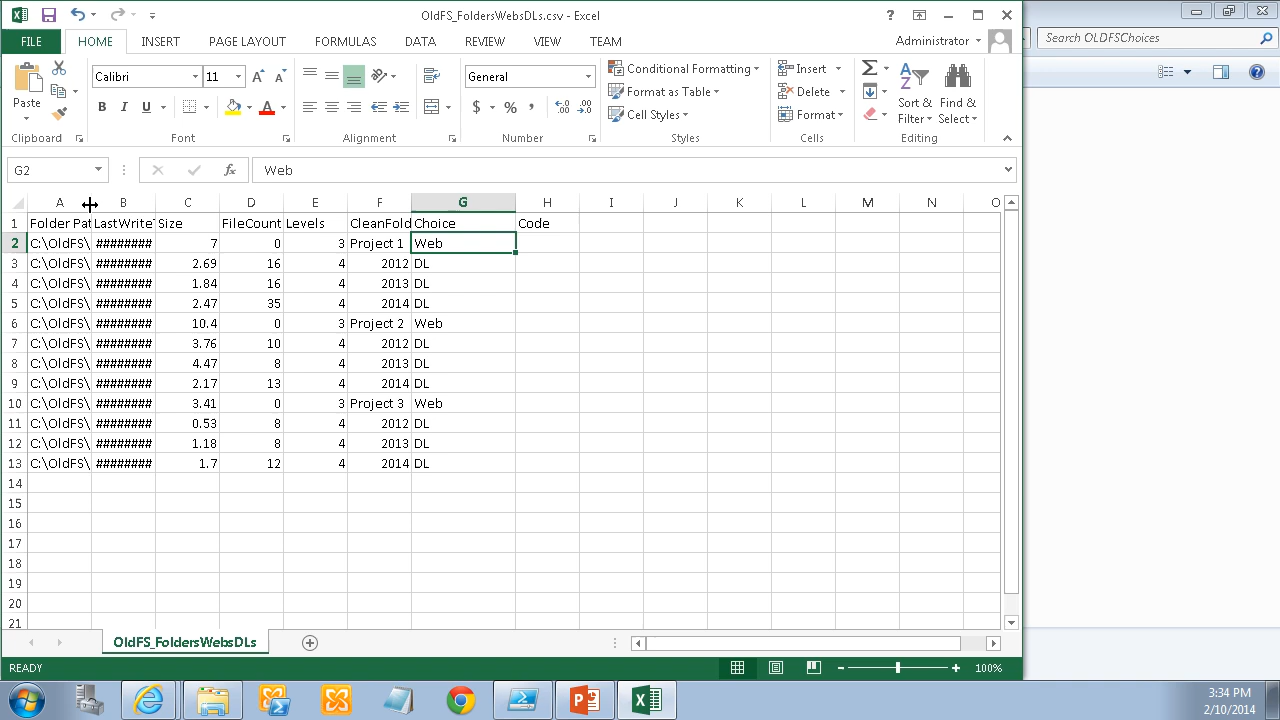 OldFS_FoldersWebsDLs.csv - Excel
FILE HOME INSERT PAGE LAYOUT FORMULAS DATA REVIEW VIEW TEAM Administrator
Search OLDFSChoices
Paste
Calibri 11
B I U A
General
$ % ,
Conditional Formatting
Format as Table
Cell Styles
Insert
Delete
Format
Sort & Filter
Find & Select
Clipboard Font Alignment Number Styles Cells Editing
G2 fx Web
A B C D E F G H I J K L M N O
1 Folder Pat LastWriteT Size FileCount Levels CleanFold Choice Code
2 C:\OldFS\ ######## 7 0 3 Project 1 Web
3 C:\OldFS\ ######## 2.69 16 4 2012 DL
4 C:\OldFS\ ######## 1.84 16 4 2013 DL
5 C:\OldFS\ ######## 2.47 35 4 2014 DL
6 C:\OldFS\ ######## 10.4 0 3 Project 2 Web
7 C:\OldFS\ ######## 3.76 10 4 2012 DL
8 C:\OldFS\ ######## 4.47 8 4 2013 DL
9 C:\OldFS\ ######## 2.17 13 4 2014 DL
10 C:\OldFS\ ######## 3.41 0 3 Project 3 Web
11 C:\OldFS\ ######## 0.53 8 4 2012 DL
12 C:\OldFS\ ######## 1.18 8 4 2013 DL
13 C:\OldFS\ ######## 1.7 12 4 2014 DL
14
15
16
17
18
19
20
21
OldFS_FoldersWebsDLs
READY 100%
3:34 PM
2/10/2014